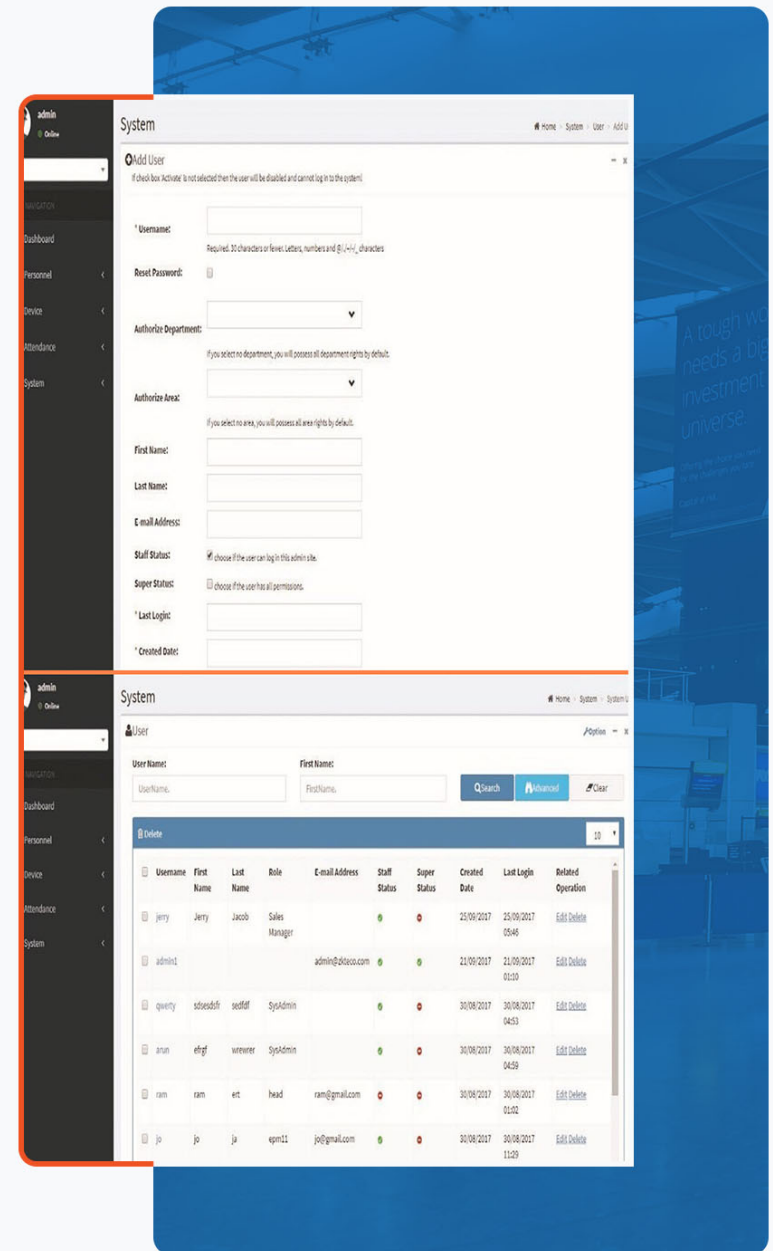 admin
Online
NAVIGATION
Dashboard
Personnel
Device
Attendance
System
System
Home > System > User > Add U
Add User
If check box 'Activate' is not selected then the user will be disabled and cannot log in to the system!
* Username:
Required. 30 characters or fewer. Letters, numbers and @/./+/-/_ characters
Reset Password:
Authorize Department:
If you select no department, you will possess all department rights by default.
Authorize Area:
If you select no area, you will possess all area rights by default.
First Name:
Last Name:
E-mail Address:
Staff Status: choose if the user can log in this admin site.
Super Status: choose if the user has all permissions.
* Last Login:
* Created Date:
A tough wo
needs a big
investment
universe.
admin
Online
NAVIGATION
Dashboard
Personnel
Device
Attendance
System
System
Home > System > System U
User
Option
User Name: First Name:
UserName. FirstName. Search Advanced Clear
Delete 10
Username First Name Last Name Role E-mail Address Staff Status Super Status Created Date Last Login Related Operation
jerry Jerry Jacob Sales Manager 25/09/2017 25/09/2017 05:46 Edit Delete
admin1 admin@zkteco.com 21/09/2017 21/09/2017 01:10 Edit Delete
qwerty sdsesdsfr sedfdf SysAdmin 30/08/2017 30/08/2017 04:53 Edit Delete
arun efrgf wrewrer SysAdmin 30/08/2017 30/08/2017 04:59 Edit Delete
ram ram ert head ram@gmail.com 30/08/2017 30/08/2017 01:02 Edit Delete
jo jo ja epm11 jo@gmail.com 30/08/2017 30/08/2017 11:29 Edit Delete